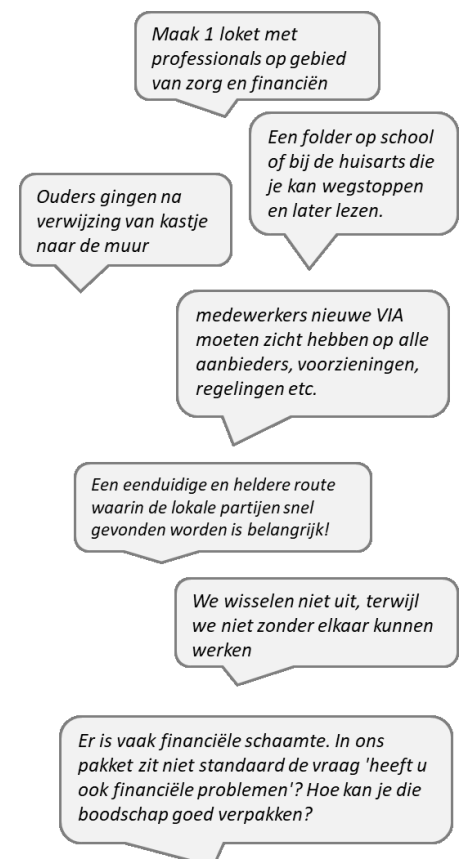 Maak 1 loket met
professionals op gebied
van zorg en financiën
Een folder op school
of bij de huisarts die
je kan wegstoppen
en later lezen.
Ouders gingen na
verwijzing van kastje
naar de muur
medewerkers nieuwe VIA
moeten zicht hebben op alle
aanbieders, voorzieningen,
regelingen etc.
Een eenduidige en heldere route
waarin de lokale partijen snel
gevonden worden is belangrijk!
We wisselen niet uit, terwijl
we niet zonder elkaar kunnen
werken
Er is vaak financiële schaamte. In ons
pakket zit niet standaard de vraag 'heeft u
ook financiële problemen'? Hoe kan je die
boodschap goed verpakken?